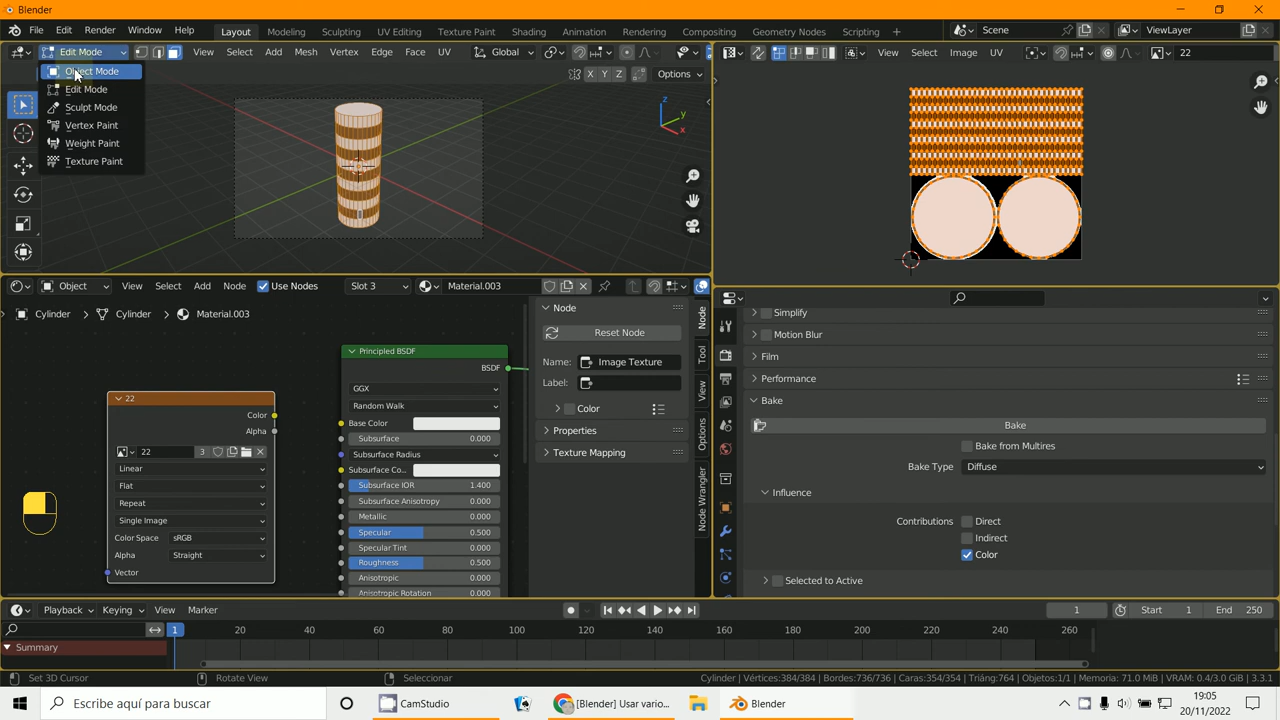 Blender
File Edit Render Window Help Layout Modeling Sculpting UV Editing Texture Paint Shading Animation Rendering Compositing Geometry Nodes Scripting + Scene ViewLayer
Edit Mode View Select Add Mesh Vertex Edge Face UV Global View Select Image UV 22
Object Mode X Y Z Options
Edit Mode
Sculpt Mode
Vertex Paint
Weight Paint
Texture Paint
Z
X
Object View Select Add Node Use Nodes Slot 3 Material.003
Cylinder > Cylinder > Material.003
Node
Reset Node
Name: Image Texture
Label:
Color
Properties
Texture Mapping
Node
Tool
View
Options
Node Wrangler
22
Color
Alpha
22 3
Linear
Flat
Repeat
Single Image
Color Space sRGB
Alpha Straight
Vector
Principled BSDF
BSDF
GGX
Random Walk
Base Color
Subsurface 0.000
Subsurface Radius
Subsurface Co...
Subsurface IOR 1.400
Subsurface Anisotropy 0.000
Metallic 0.000
Specular 0.500
Specular Tint 0.000
Roughness 0.500
Anisotropic 0.000
Anisotropic Rotation 0.000
Simplify
Motion Blur
Film
Performance
Bake
Bake
Bake from Multires
Bake Type Diffuse
Influence
Contributions Direct
Indirect
Color
Selected to Active
Playback Keying View Marker 1 Start 1 End 250
1 20 40 60 80 100 120 140 160 180 200 220 240 260
Summary
Set 3D Cursor Rotate View Seleccionar Cylinder | Vértices:384/384 | Bordes:736/736 | Caras:354/354 | Triáng:764 | Objetos:1/1 | Memoria: 71.0 MiB | VRAM: 0.4/3.0 GiB | 3.3.1
Escribe aquí para buscar CamStudio [Blender] Usar vario... Blender 19:05
20/11/2022